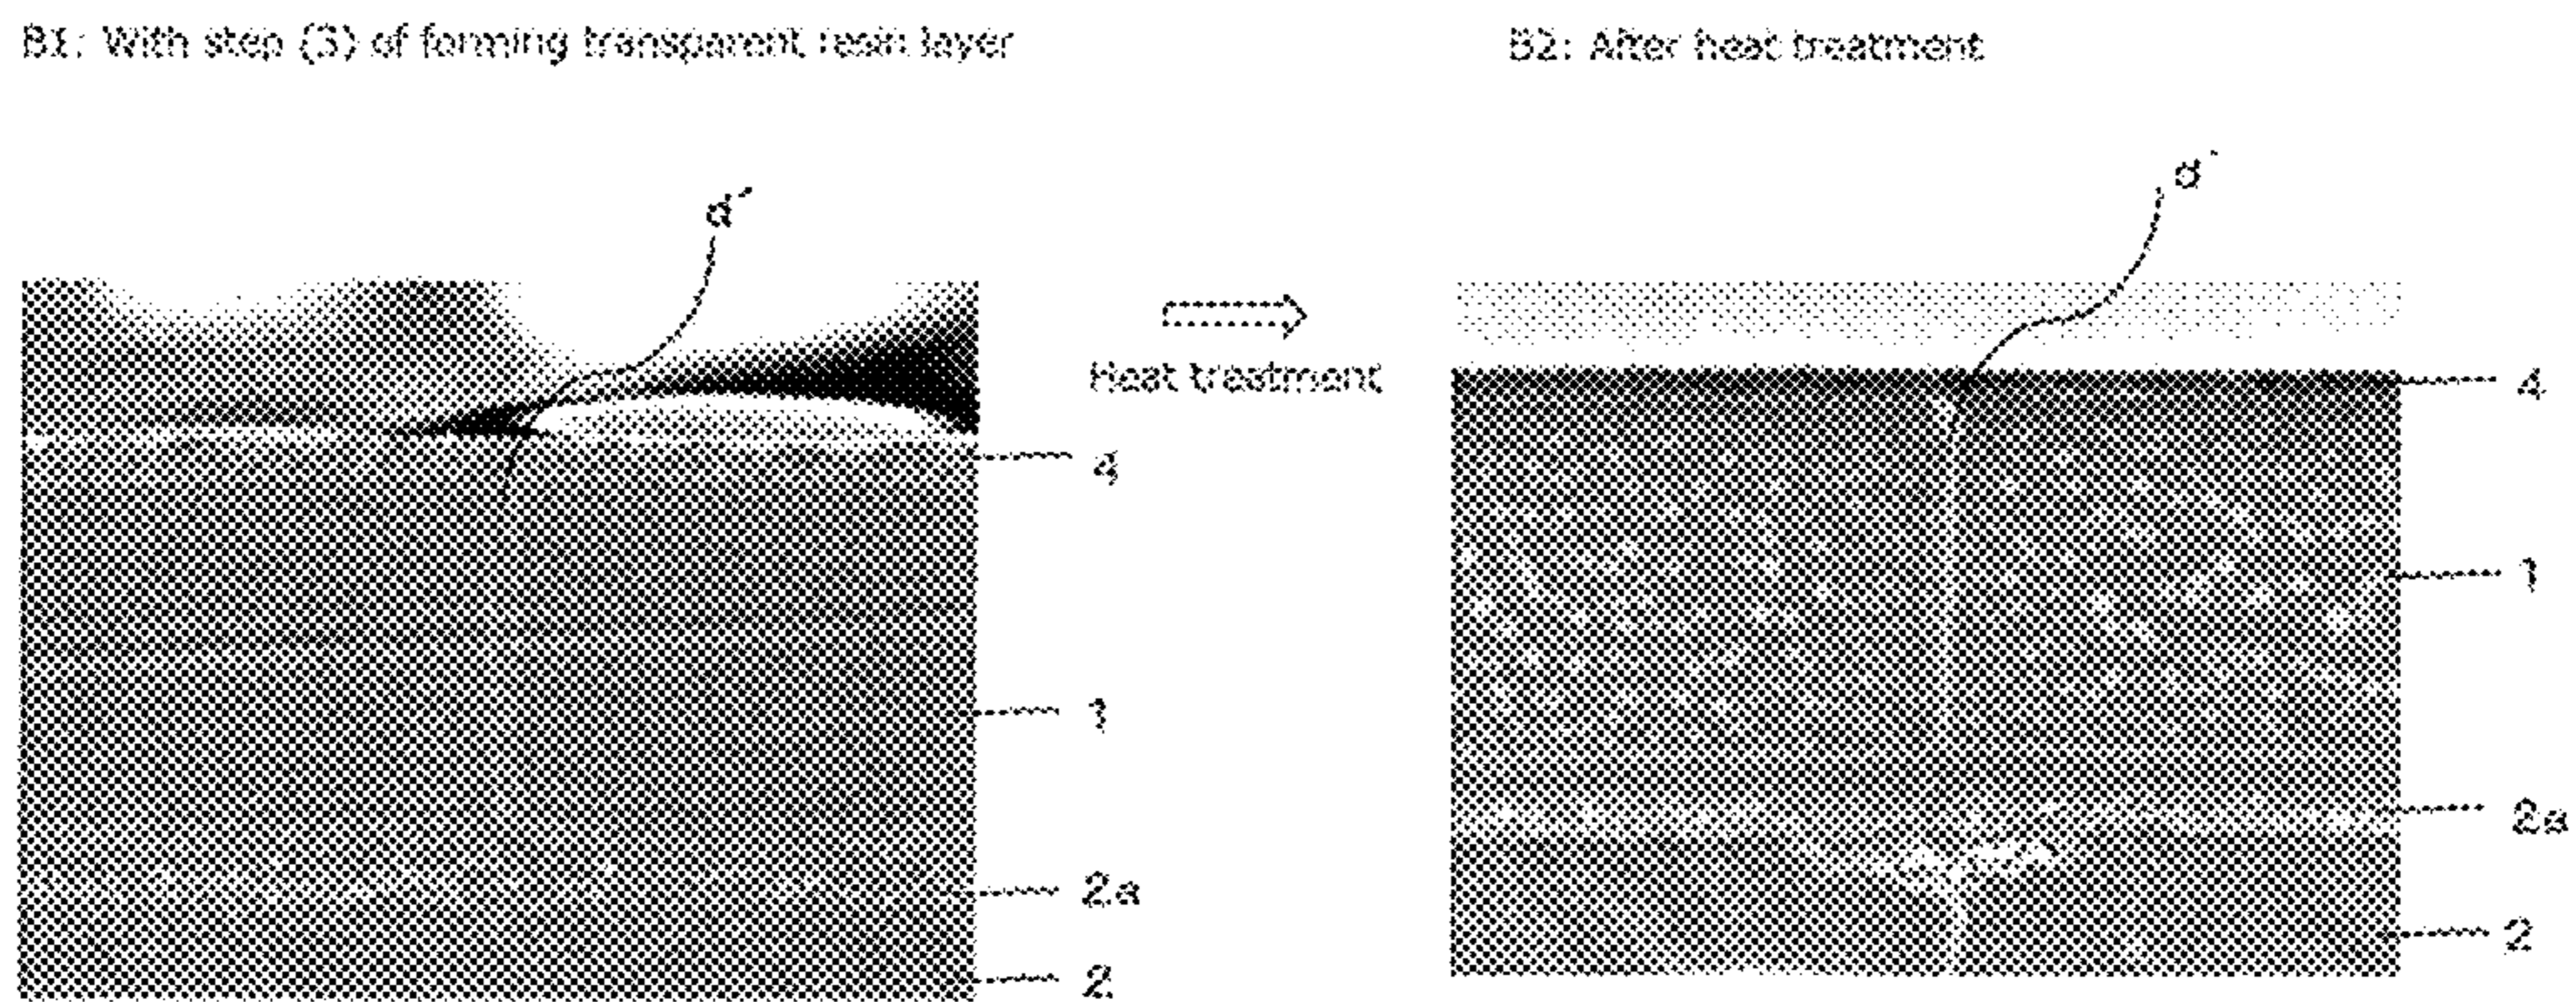 B1: With step (3) of forming transparent resin layer
B2: After heat treatment
d´
d´
Heat treatment
4
4
1
1
2a
2a
2
2